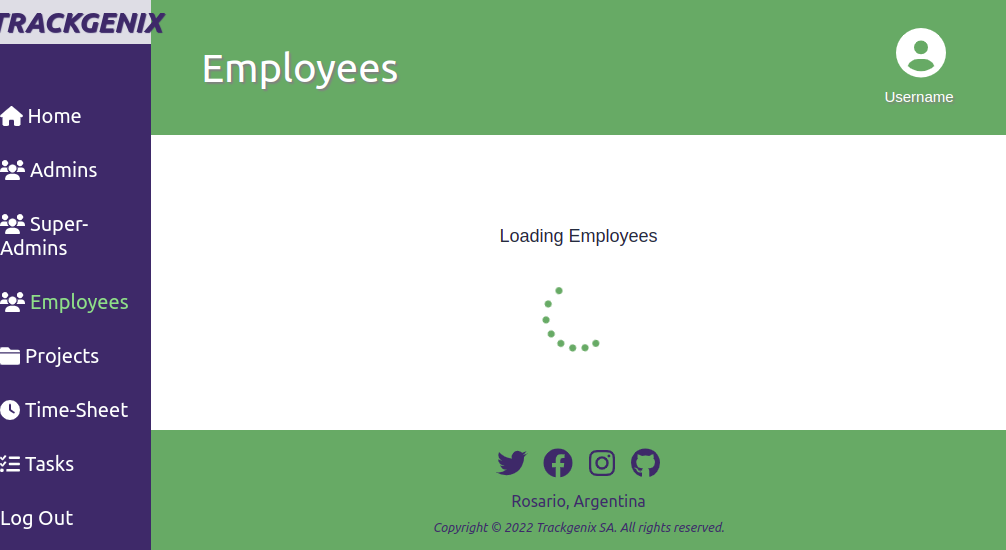 TRACKGENIX
Employees
Username
Home
Admins
Super-
Admins
Employees
Projects
Time-Sheet
Tasks
Log Out
Loading Employees
Rosario, Argentina
Copyright © 2022 Trackgenix SA. All rights reserved.